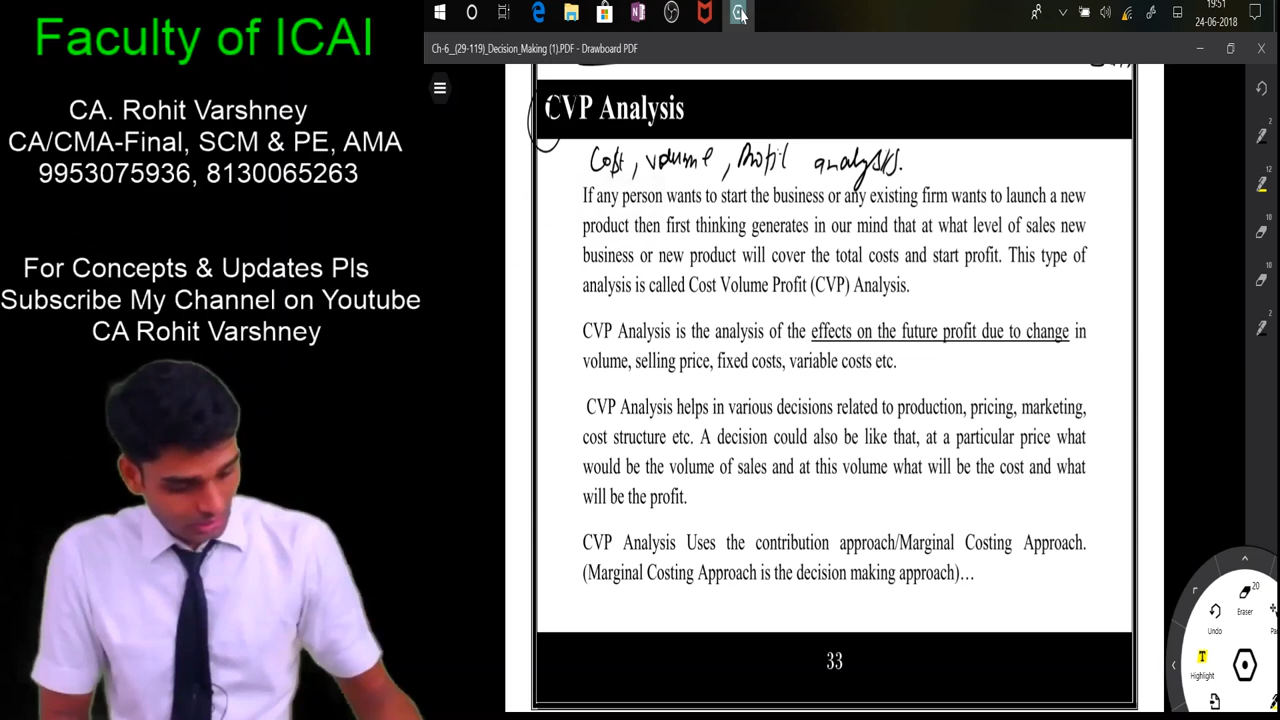 Faculty of ICAI
CA. Rohit Varshney
CA/CMA-Final, SCM & PE, AMA
9953075936, 8130065263
For Concepts & Updates Pls
Subscribe My Channel on Youtube
CA Rohit Varshney
19:51
24-06-2018
Ch-6_(29-119)_Decision_Making (1).PDF - Drawboard PDF
CVP Analysis
Cost, volume, Profit analysis.
If any person wants to start the business or any existing firm wants to launch a new
product then first thinking generates in our mind that at what level of sales new
business or new product will cover the total costs and start profit. This type of
analysis is called Cost Volume Profit (CVP) Analysis.
CVP Analysis is the analysis of the effects on the future profit due to change in
volume, selling price, fixed costs, variable costs etc.
CVP Analysis helps in various decisions related to production, pricing, marketing,
cost structure etc. A decision could also be like that, at a particular price what
would be the volume of sales and at this volume what will be the cost and what
will be the profit.
CVP Analysis Uses the contribution approach/Marginal Costing Approach.
(Marginal Costing Approach is the decision making approach)…
33
2
12
10
10
2
20
Eraser
Undo
T
Highlight